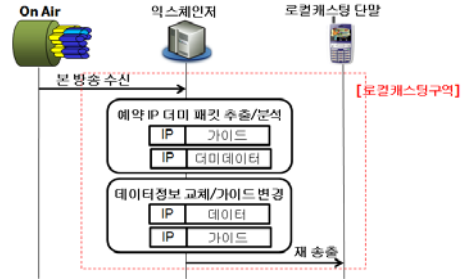 On Air
익스체인저
로컬캐스팅 단말
본 방송 수신
[로컬캐스팅구역]
예약 IP 더미 패킷 추출/분석
IP 가이드
IP 더미데이터
데이터정보 교체/가이드 변경
IP 데이터
IP 가이드
재 송출